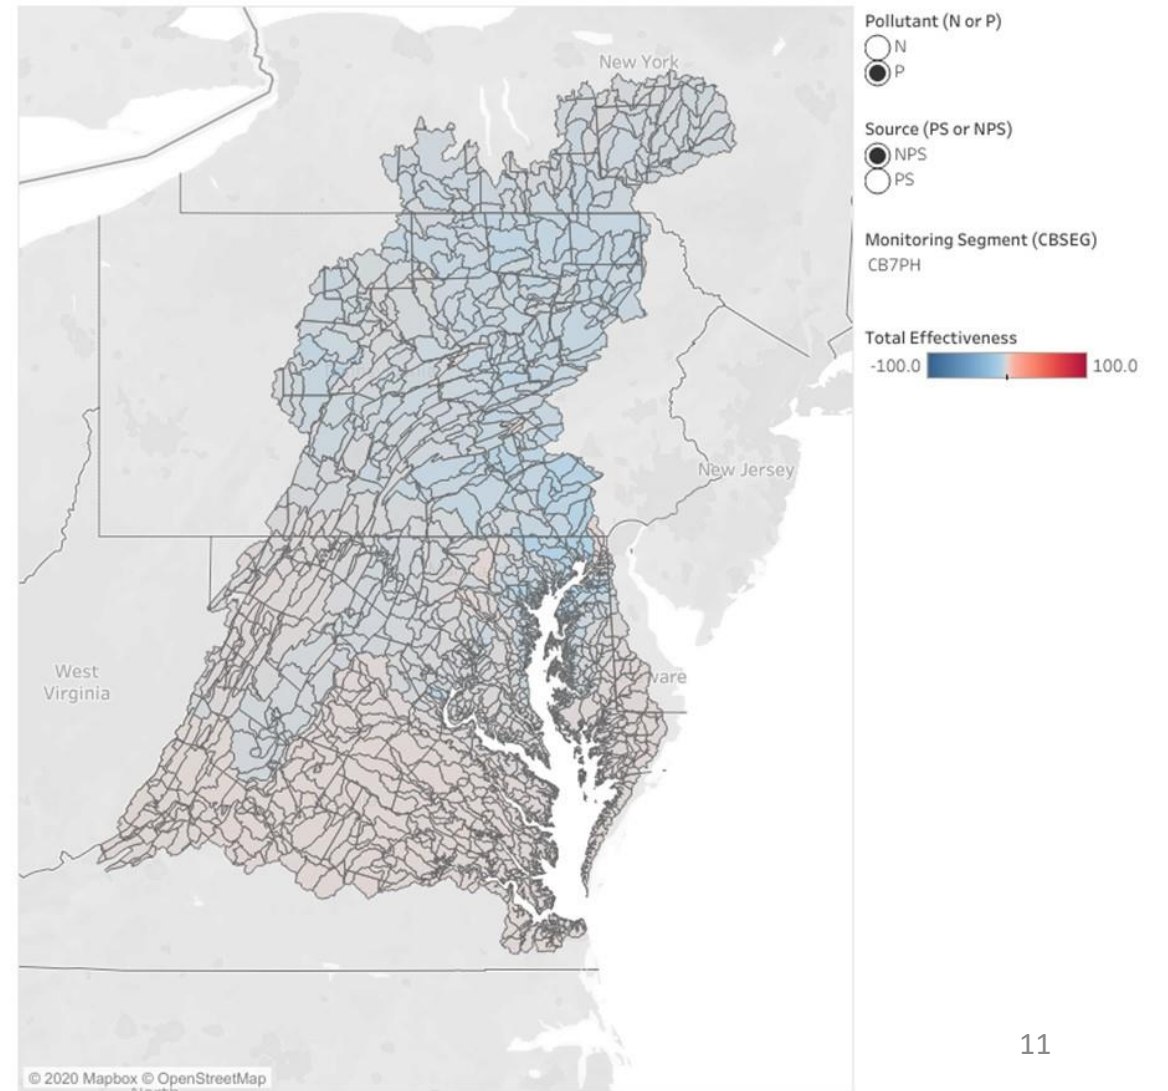 New York
New Jersey
West
Virginia
ware
© 2020 Mapbox © OpenStreetMap
Pollutant (N or P)
N
P
Source (PS or NPS)
NPS
PS
Monitoring Segment (CBSEG)
CB7PH
Total Effectiveness
-100.0 100.0
11